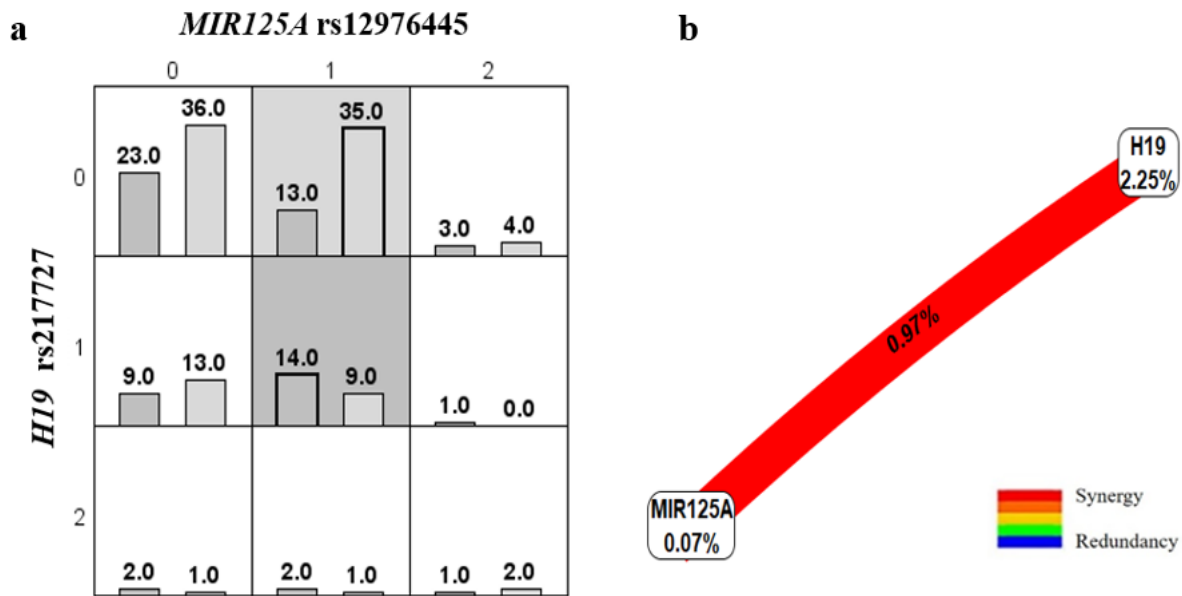 a
MIR125A rs12976445
0 1 2
H19 rs217727
0
23.0 36.0 13.0 35.0 3.0 4.0
1
9.0 13.0 14.0 9.0 1.0 0.0
2
2.0 1.0 2.0 1.0 1.0 2.0
b
H19
2.25%
0.97%
MIR125A
0.07%
Synergy
Redundancy